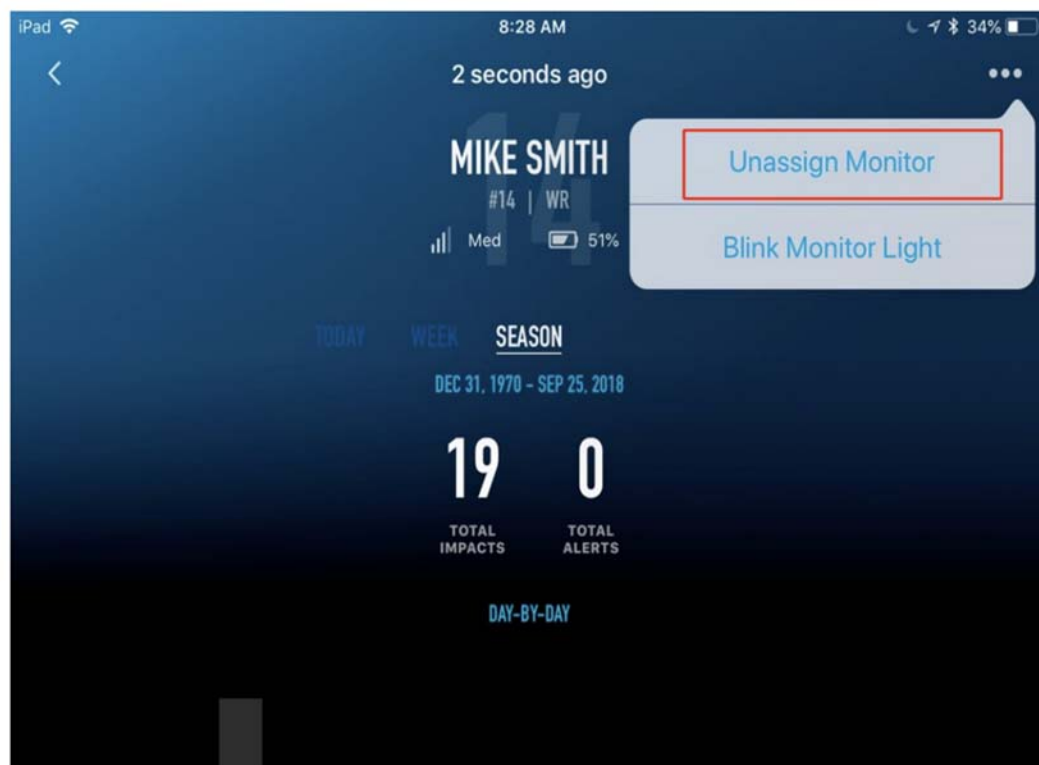 iPad 8:28 AM 34%
2 seconds ago
14
MIKE SMITH
#14 | WR
Med 51%
Unassign Monitor
Blink Monitor Light
TODAY WEEK SEASON
DEC 31, 1970 – SEP 25, 2018
19 0
TOTAL IMPACTS
TOTAL ALERTS
DAY-BY-DAY